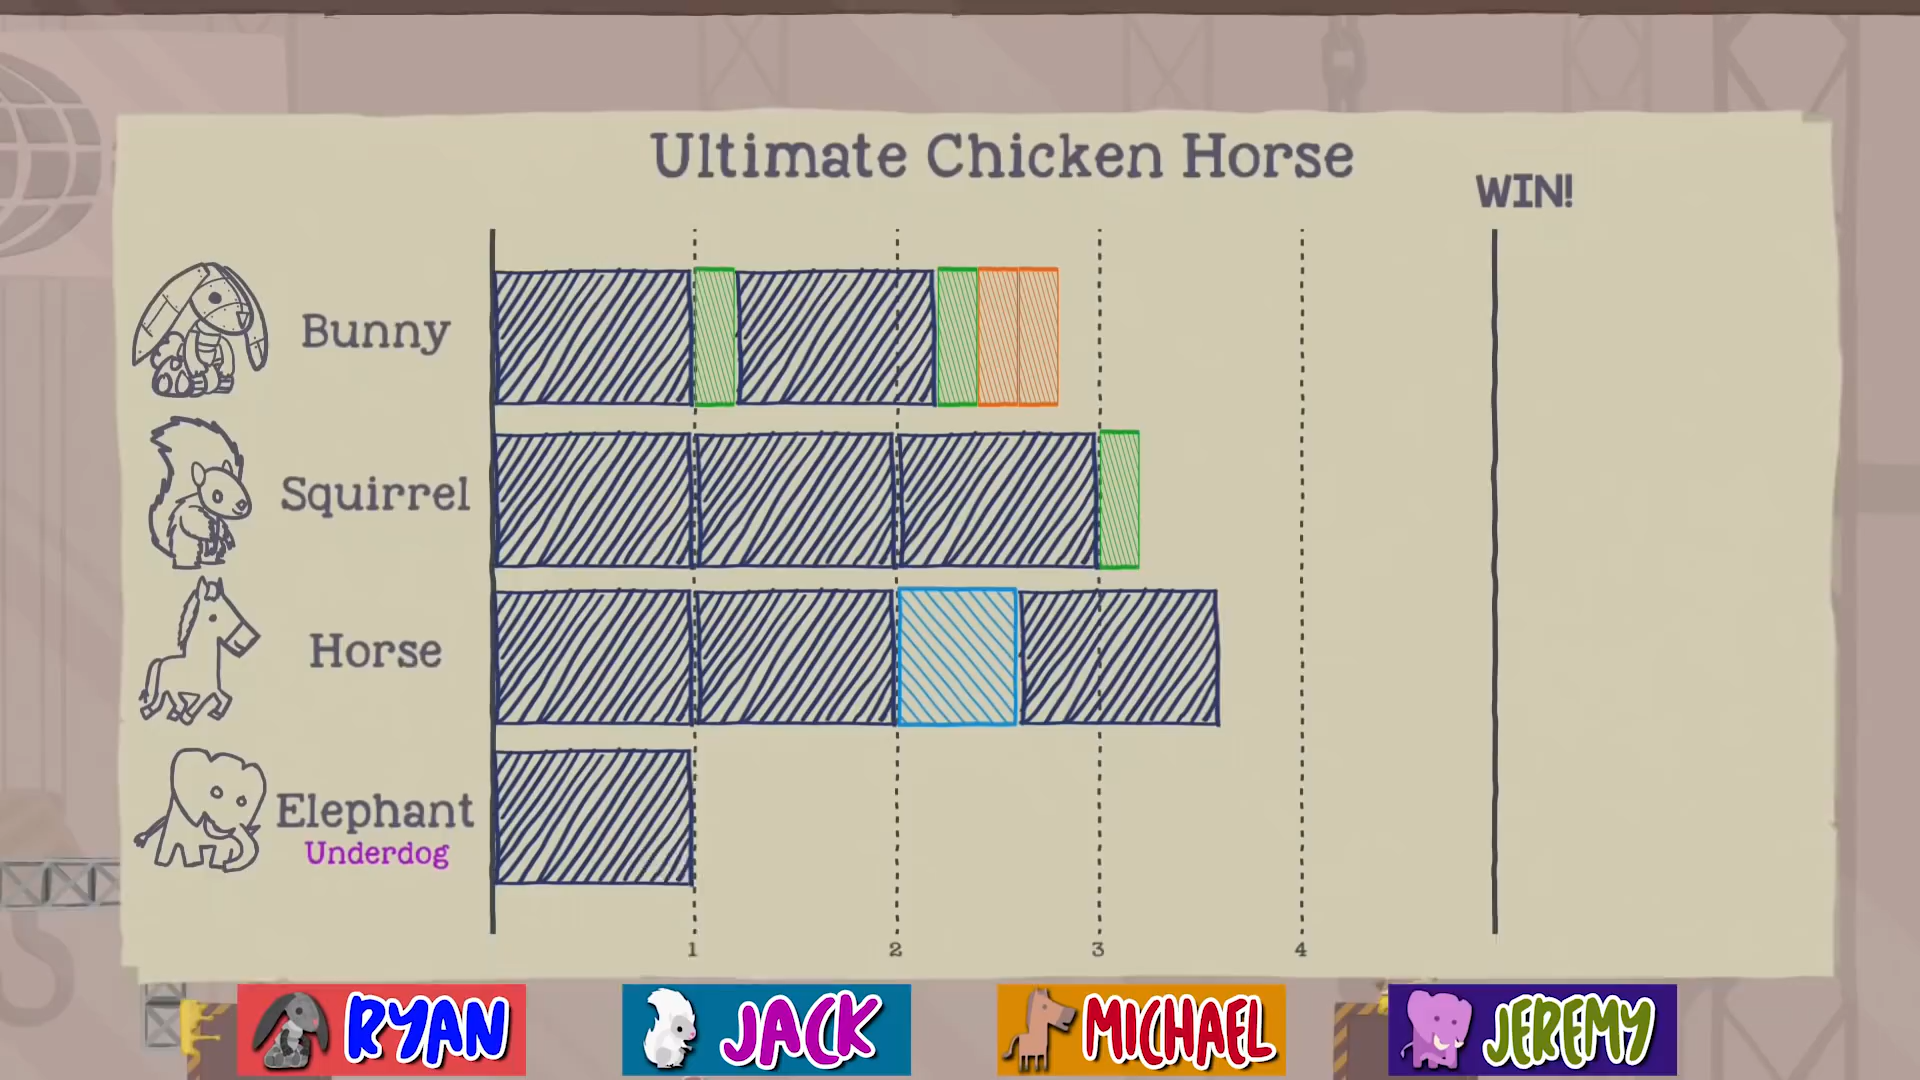 Ultimate Chicken Horse
WIN!
Bunny
Squirrel
Horse
Elephant
Underdog
1 2 3 4
RYAN
JACK
MICHAEL
JEREMY